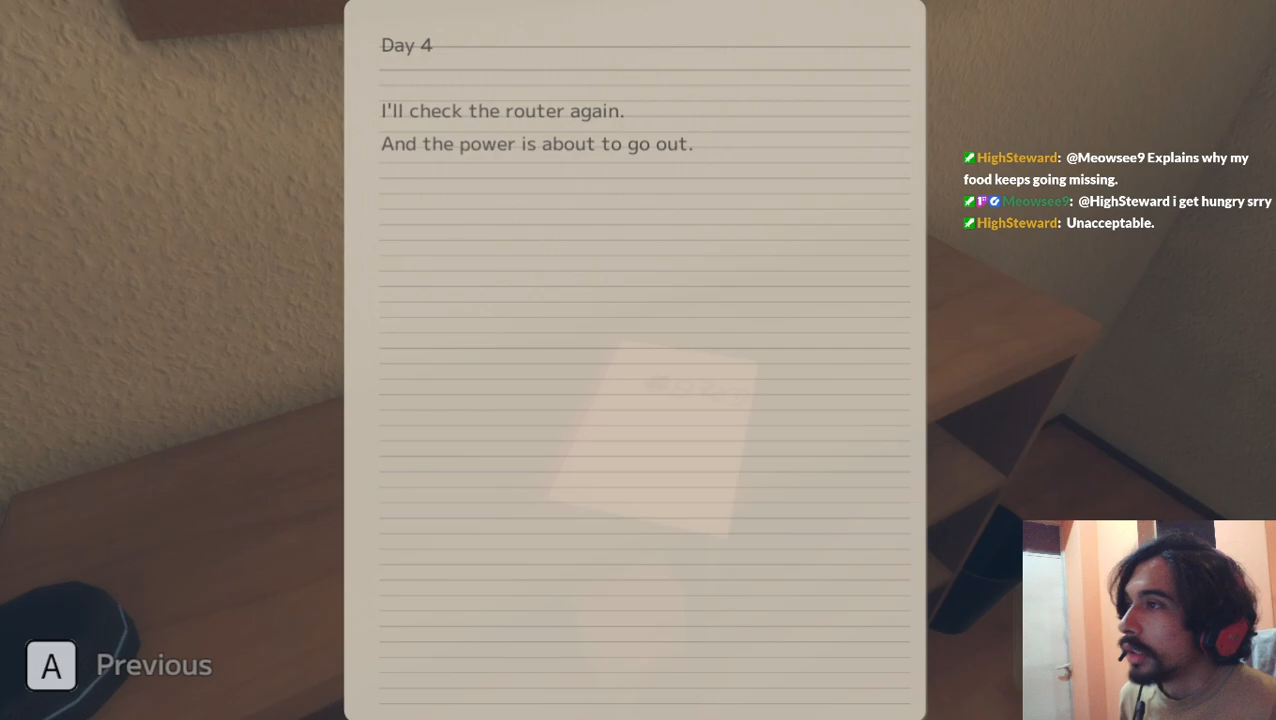 Day 4
I'll check the router again.
And the power is about to go out.
HighSteward: @Meowsee9 Explains why my
food keeps going missing.
Meowsee9: @HighSteward i get hungry srry
HighSteward: Unacceptable.
A Previous